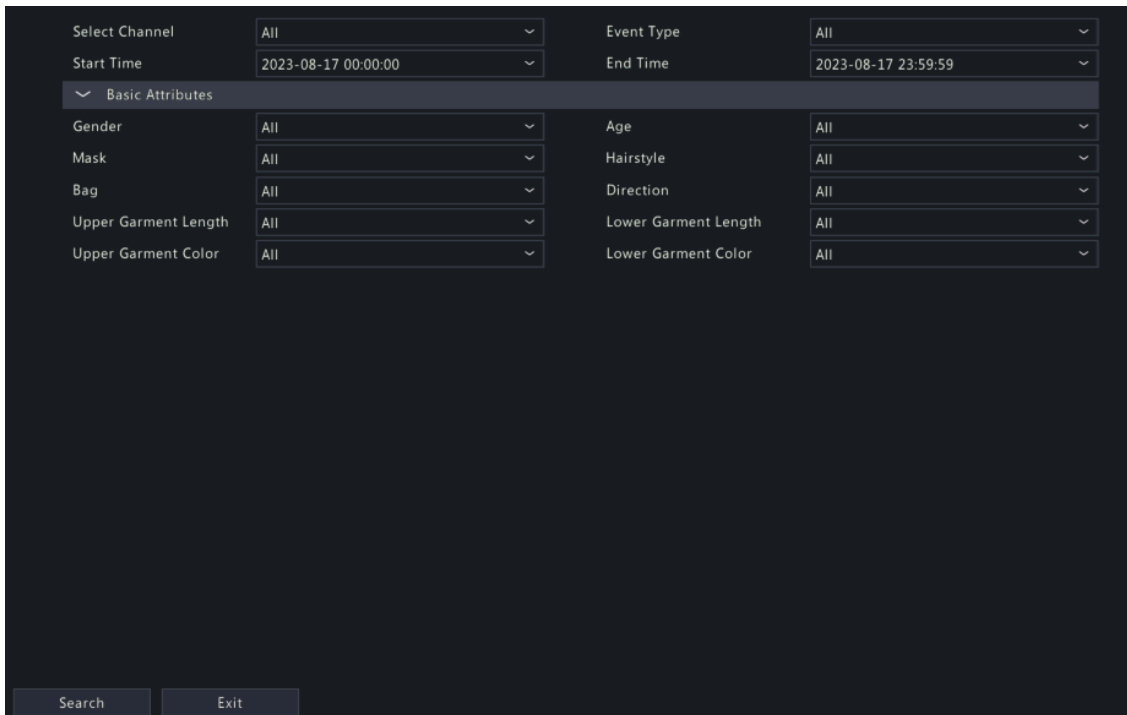 Select Channel All Event Type All
Start Time 2023-08-17 00:00:00 End Time 2023-08-17 23:59:59
Basic Attributes
Gender All Age All
Mask All Hairstyle All
Bag All Direction All
Upper Garment Length All Lower Garment Length All
Upper Garment Color All Lower Garment Color All
Search Exit